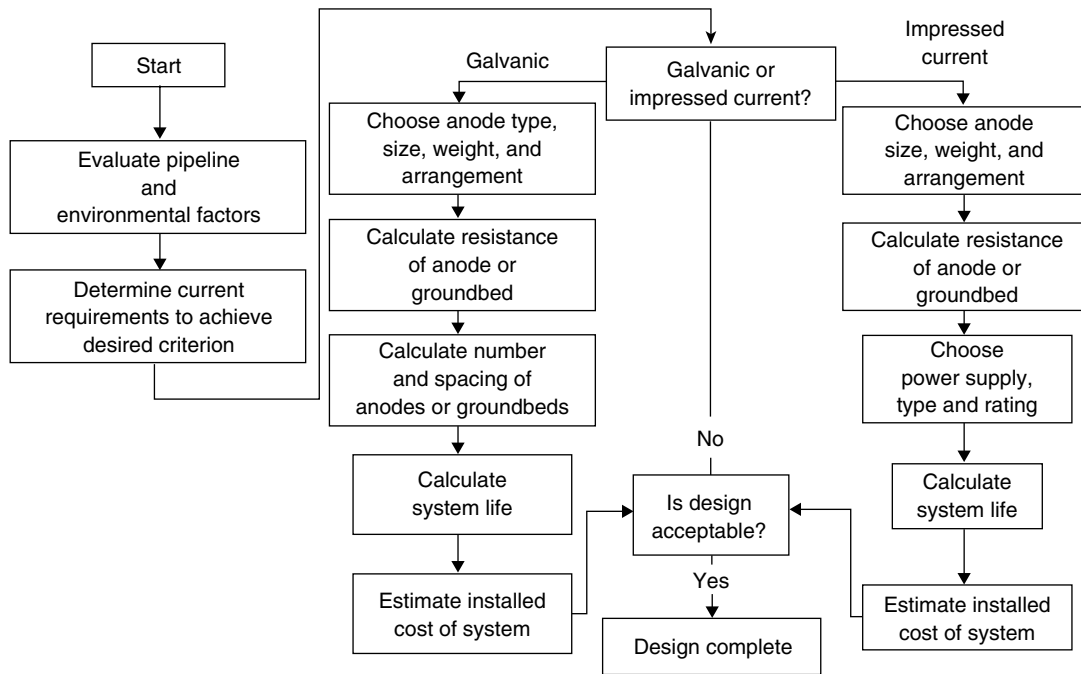 Start
Evaluate pipeline
and
environmental factors
Determine current
requirements to achieve
desired criterion
Galvanic or
impressed current?
Galvanic
Choose anode type,
size, weight, and
arrangement
Calculate resistance
of anode or
groundbed
Calculate number
and spacing of
anodes or groundbeds
Calculate
system life
Estimate installed
cost of system
Impressed
current
Choose anode
size, weight, and
arrangement
Calculate resistance
of anode or
groundbed
Choose
power supply,
type and rating
Calculate
system life
Estimate installed
cost of system
Is design
acceptable?
No
Yes
Design complete